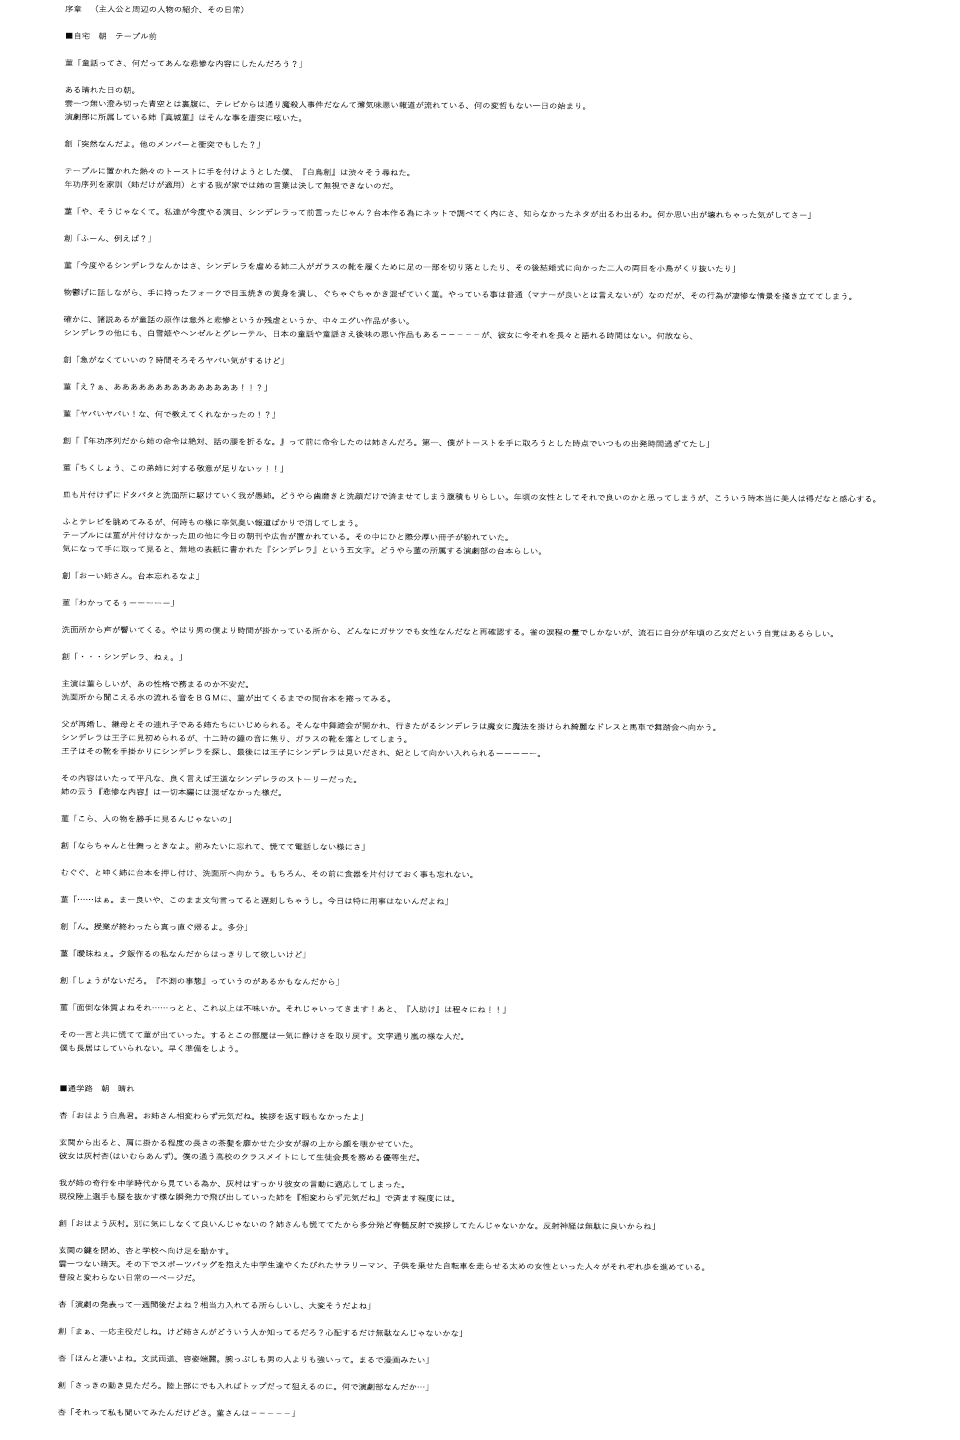 序章　（主人公と周辺の人物の紹介、その日常）
■自宅　朝　テーブル前
菫「童話ってさ、何だってあんな悲惨な内容にしたんだろう？」
ある晴れた日の朝。
雲一つ無い澄み切った青空とは裏腹に、テレビからは通り魔殺人事件だなんて薄気味悪い報道が流れている、何の変哲もない一日の始まり。
演劇部に所属している姉『真城菫』はそんな事を唐突に呟いた。
創「突然なんだよ。他のメンバーと衝突でもした？」
テーブルに置かれた熱々のトーストに手を付けようとした僕、『白鳥創』は渋々そう尋ねた。
年功序列を家訓（姉だけが適用）とする我が家では姉の言葉は決して無視できないのだ。
菫「や、そうじゃなくて。私達が今度やる演目、シンデレラって前言ったじゃん？台本作る為にネットで調べてく内にさ、知らなかったネタが出るわ出るわ。何か思い出が壊れちゃった気がしてさー」
創「ふーん、例えば？」
菫「今度やるシンデレラなんかはさ、シンデレラを虐める姉二人がガラスの靴を履くために足の一部を切り落としたり、その後結婚式に向かった二人の両目を小鳥がくり抜いたり」
物鬱げに話しながら、手に持ったフォークで目玉焼きの黄身を潰し、ぐちゃぐちゃかき混ぜていく菫。やっている事は普通（マナーが良いとは言えないが）なのだが、その行為が凄惨な情景を掻き立ててしまう。
確かに、諸説あるが童話の原作は意外と悲惨というか残虐というか、中々エグい作品が多い。
シンデレラの他にも、白雪姫やヘンゼルとグレーテル、日本の童話や童謡さえ後味の悪い作品もある－－－－－が、彼女に今それを長々と語れる時間はない。何故なら、
創「急がなくていいの？時間そろそろヤバい気がするけど」
菫「え？ぁ、ああああああああああああああああ！！？」
菫「ヤバいヤバい！な、何で教えてくれなかったの！？」
創「『年功序列だから姉の命令は絶対、話の腰を折るな。』って前に命令したのは姉さんだろ。第一、僕がトーストを手に取ろうとした時点でいつもの出発時間過ぎてたし」
菫「ちくしょう、この弟姉に対する敬意が足りないッ！！」
皿も片付けずにドタバタと洗面所に駆けていく我が愚姉。どうやら歯磨きと洗顔だけで済ませてしまう腹積もりらしい。年頃の女性としてそれで良いのかと思ってしまうが、こういう時本当に美人は得だなと感心する。
ふとテレビを眺めてみるが、何時もの様に辛気臭い報道ばかりで消してしまう。
テーブルには菫が片付けなかった皿の他に今日の朝刊や広告が置かれている。その中にひと際分厚い冊子が紛れていた。
気になって手に取って見ると、無地の表紙に書かれた『シンデレラ』という五文字。どうやら菫の所属する演劇部の台本らしい。
創「おーい姉さん。台本忘れるなよ」
菫「わかってるぅーーーーー」
洗面所から声が響いてくる。やはり男の僕より時間が掛かっている所から、どんなにガサツでも女性なんだなと再確認する。雀の涙程の量でしかないが、流石に自分が年頃の乙女だという自覚はあるらしい。
創「・・・シンデレラ、ねぇ。」
主演は菫らしいが、あの性格で務まるのか不安だ。
洗面所から聞こえる水の流れる音をＢＧＭに、菫が出てくるまでの間台本を捲ってみる。
父が再婚し、継母とその連れ子である姉たちにいじめられる。そんな中舞踏会が開かれ、行きたがるシンデレラは魔女に魔法を掛けられ綺麗なドレスと馬車で舞踏会へ向かう。
シンデレラは王子に見初められるが、十二時の鐘の音に焦り、ガラスの靴を落としてしまう。
王子はその靴を手掛かりにシンデレラを探し、最後には王子にシンデレラは見いだされ、妃として向かい入れられるーーーーー。
その内容はいたって平凡な、良く言えば王道なシンデレラのストーリーだった。
姉の云う『悲惨な内容』は一切本編には混ぜなかった様だ。
菫「こら、人の物を勝手に見るんじゃないの」
創「ならちゃんと仕舞っときなよ。前みたいに忘れて、慌てて電話しない様にさ」
むぐぐ、と呻く姉に台本を押し付け、洗面所へ向かう。もちろん、その前に食器を片付けておく事も忘れない。
菫「……はぁ。まー良いや、このまま文句言ってると遅刻しちゃうし。今日は特に用事はないんだよね」
創「ん。授業が終わったら真っ直ぐ帰るよ。多分」
菫「曖昧ねぇ。夕飯作るの私なんだからはっきりして欲しいけど」
創「しょうがないだろ。『不測の事態』っていうのがあるかもなんだから」
菫「面倒な体質よねそれ……っとと、これ以上は不味いか。それじゃいってきます！あと、『人助け』は程々にね！！」
その一言と共に慌てて菫が出ていった。するとこの部屋は一気に静けさを取り戻す。文字通り嵐の様な人だ。
僕も長居はしていられない。早く準備をしよう。
■通学路　朝　晴れ
杏「おはよう白鳥君。お姉さん相変わらず元気だね。挨拶を返す暇もなかったよ」
玄関から出ると、肩に掛かる程度の長さの茶髪を靡かせた少女が塀の上から顔を覗かせていた。
彼女は灰村杏(はいむらあんず)。僕の通う高校のクラスメイトにして生徒会長を務める優等生だ。
我が姉の奇行を中学時代から見ている為か、灰村はすっかり彼女の言動に適応してしまった。
現役陸上選手も腰を抜かす様な瞬発力で飛び出していった姉を『相変わらず元気だね』で済ます程度には。
創「おはよう灰村。別に気にしなくて良いんじゃないの？姉さんも慌ててたから多分殆ど脊髄反射で挨拶してたんじゃないかな。反射神経は無駄に良いからね」
玄関の鍵を閉め、杏と学校へ向け足を動かす。
雲一つない晴天。その下でスポーツバッグを抱えた中学生達やくたびれたサラリーマン、子供を乗せた自転車を走らせる太めの女性といった人々がそれぞれ歩を進めている。
普段と変わらない日常の一ページだ。
杏「演劇の発表って一週間後だよね？相当力入れてる所らしいし、大変そうだよね」
創「まぁ、一応主役だしね。けど姉さんがどういう人か知ってるだろ？心配するだけ無駄なんじゃないかな」
杏「ほんと凄いよね。文武両道、容姿端麗。腕っぷしも男の人よりも強いって。まるで漫画みたい」
創「さっきの動き見ただろ。陸上部にでも入ればトップだって狙えるのに。何で演劇部なんだか…」
杏「それって私も聞いてみたんだけどさ。菫さんは－－－－－」